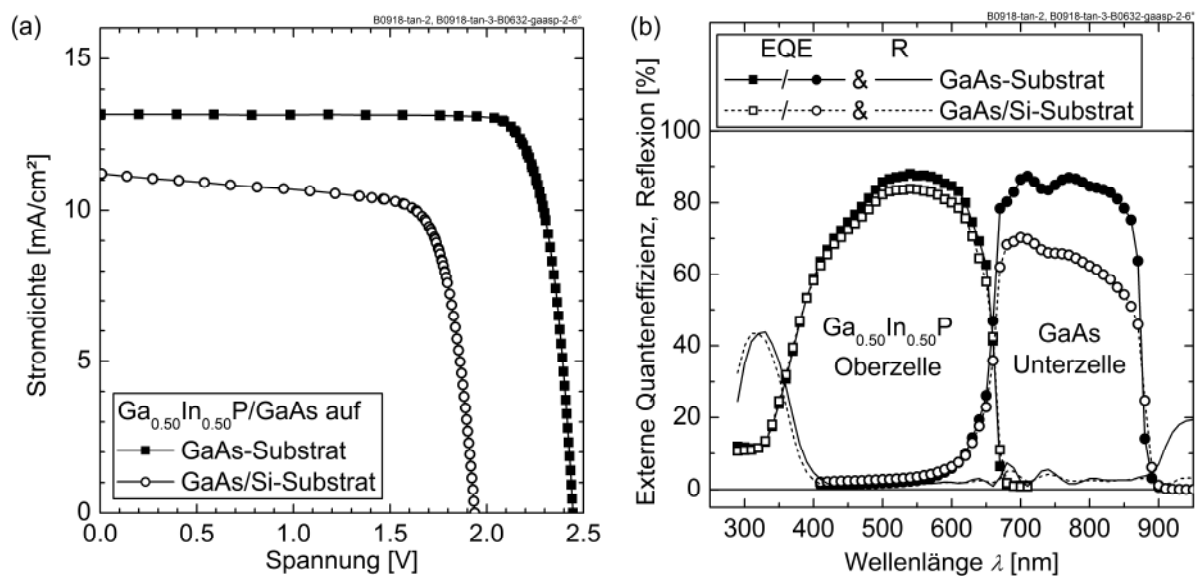 (a)
B0918-tan-2, B0918-tan-3-B0632-gaasp-2-6°
15
10
5
0
Stromdichte [mA/cm²]
Ga0.50In0.50P/GaAs auf
GaAs-Substrat
GaAs/Si-Substrat
0.0 0.5 1.0 1.5 2.0 2.5
Spannung [V]
(b)
B0918-tan-2, B0918-tan-3-B0632-gaasp-2-6°
EQE R
/ & GaAs-Substrat
/ & GaAs/Si-Substrat
Externe Quanteneffizienz, Reflexion [%]
100
80
60
40
20
0
Ga0.50In0.50P
Oberzelle
GaAs
Unterzelle
300 400 500 600 700 800 900
Wellenlänge λ [nm]